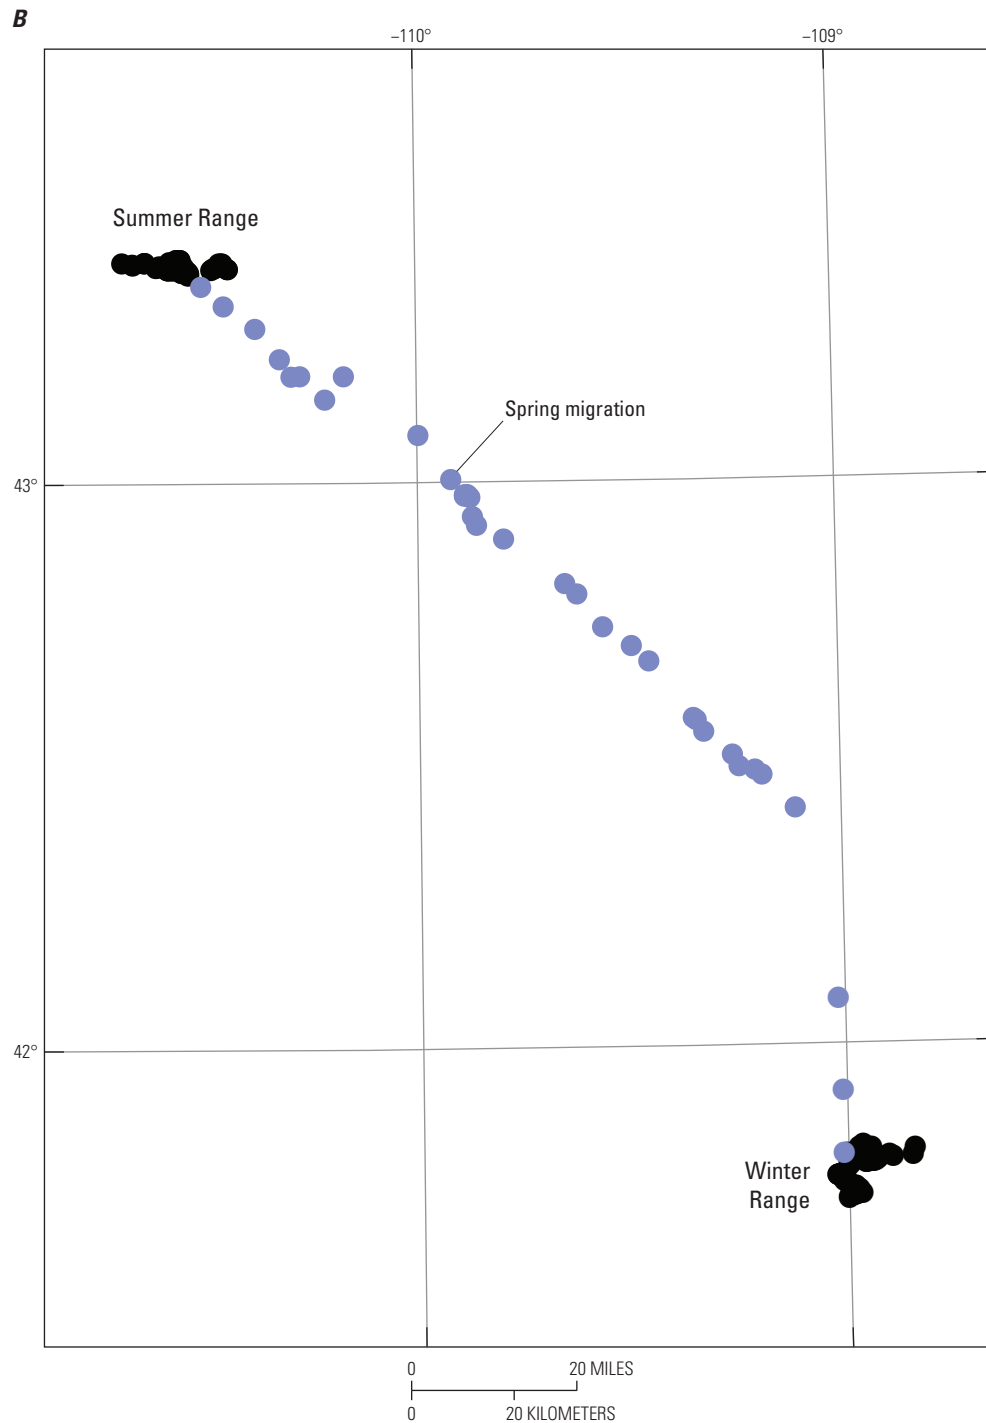 B
–110°
–109°
Summer Range
Spring migration
43°
42°
Winter
Range
0
20 MILES
0
20 KILOMETERS